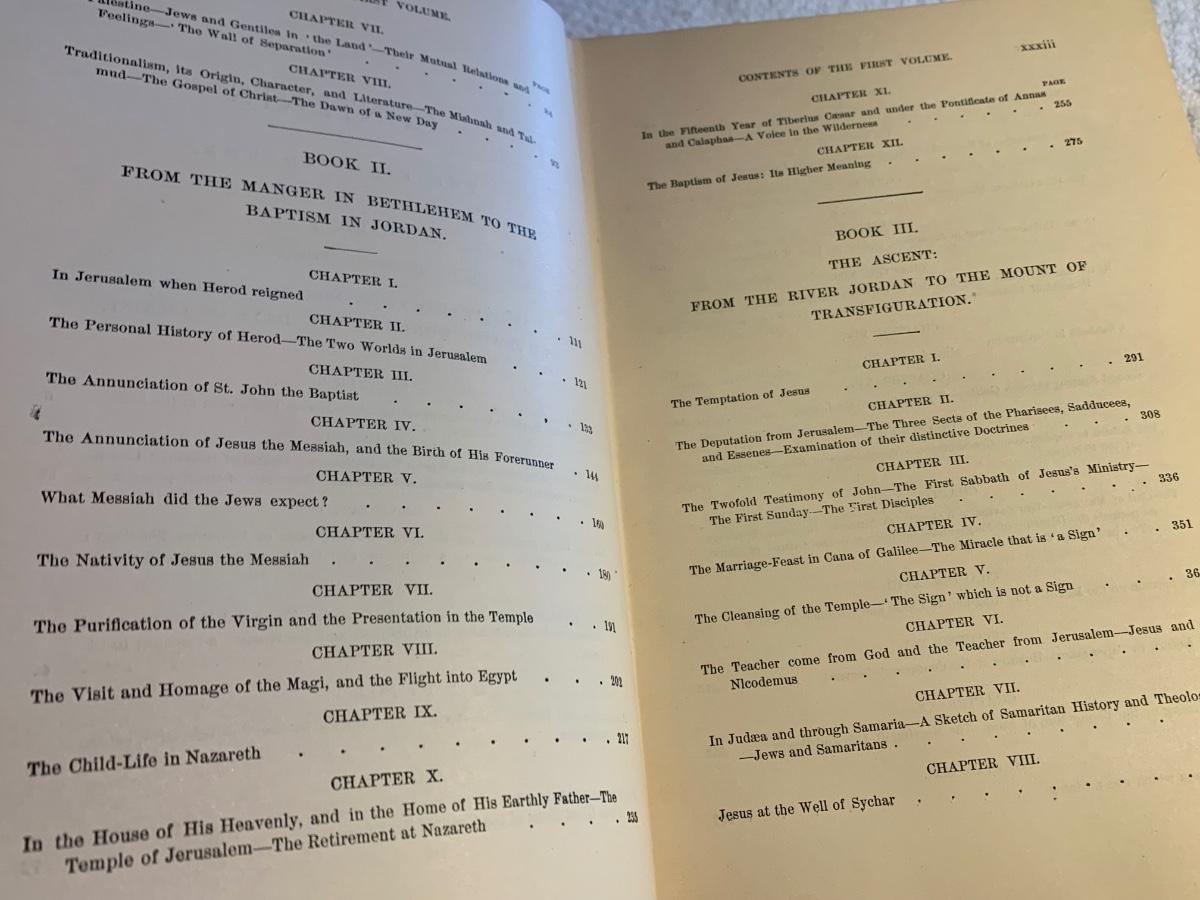 VOLUME.
CHAPTER VII.
PAGE
Jews and Gentiles in ‘the Land’—Their Mutual Relations and
Feelings—‘The Wall of Separation’ . . . . . .
CHAPTER VIII.
Traditionalism, its Origin, Character, and Literature—The Mishnah and Tal-
mud—The Gospel of Christ—The Dawn of a New Day . . . . 93
BOOK II.
FROM THE MANGER IN BETHLEHEM TO THE
BAPTISM IN JORDAN.
CHAPTER I.
In Jerusalem when Herod reigned . . . . . . . . 111
CHAPTER II.
The Personal History of Herod—The Two Worlds in Jerusalem . . . 121
CHAPTER III.
The Annunciation of St. John the Baptist . . . . . . . 133
CHAPTER IV.
The Annunciation of Jesus the Messiah, and the Birth of His Forerunner . 144
CHAPTER V.
What Messiah did the Jews expect? . . . . . . . . 160
CHAPTER VI.
The Nativity of Jesus the Messiah . . . . . . . . 180
CHAPTER VII.
The Purification of the Virgin and the Presentation in the Temple . . 191
CHAPTER VIII.
The Visit and Homage of the Magi, and the Flight into Egypt . . . 202
CHAPTER IX.
The Child-Life in Nazareth . . . . . . . . . 217
CHAPTER X.
In the House of His Heavenly, and in the Home of His Earthly Father—The
Temple of Jerusalem—The Retirement at Nazareth . . . . 235
xxxiii
CONTENTS OF THE FIRST VOLUME.
CHAPTER XI.
PAGE
In the Fifteenth Year of Tiberius Cæsar and under the Pontificate of Annas
and Caiaphas—A Voice in the Wilderness . . . . . . 255
CHAPTER XII.
The Baptism of Jesus: Its Higher Meaning . . . . . . . 275
BOOK III.
THE ASCENT:
FROM THE RIVER JORDAN TO THE MOUNT OF
TRANSFIGURATION.
CHAPTER I.
The Temptation of Jesus . . . . . . . . . . 291
CHAPTER II.
The Deputation from Jerusalem—The Three Sects of the Pharisees, Sadducees,
and Essenes—Examination of their distinctive Doctrines . . . 308
CHAPTER III.
The Twofold Testimony of John—The First Sabbath of Jesus's Ministry—
The First Sunday—The First Disciples . . . . . . . 336
CHAPTER IV.
The Marriage-Feast in Cana of Galilee—The Miracle that is ‘a Sign’ . . 351
CHAPTER V.
The Cleansing of the Temple—‘The Sign’ which is not a Sign . . . 36
CHAPTER VI.
The Teacher come from God and the Teacher from Jerusalem—Jesus and
Nicodemus . . . . . . . . . .
CHAPTER VII.
In Judæa and through Samaria—A Sketch of Samaritan History and Theolo
—Jews and Samaritans . . . . . . . .
CHAPTER VIII.
Jesus at the Well of Sychar . . . . . . . .